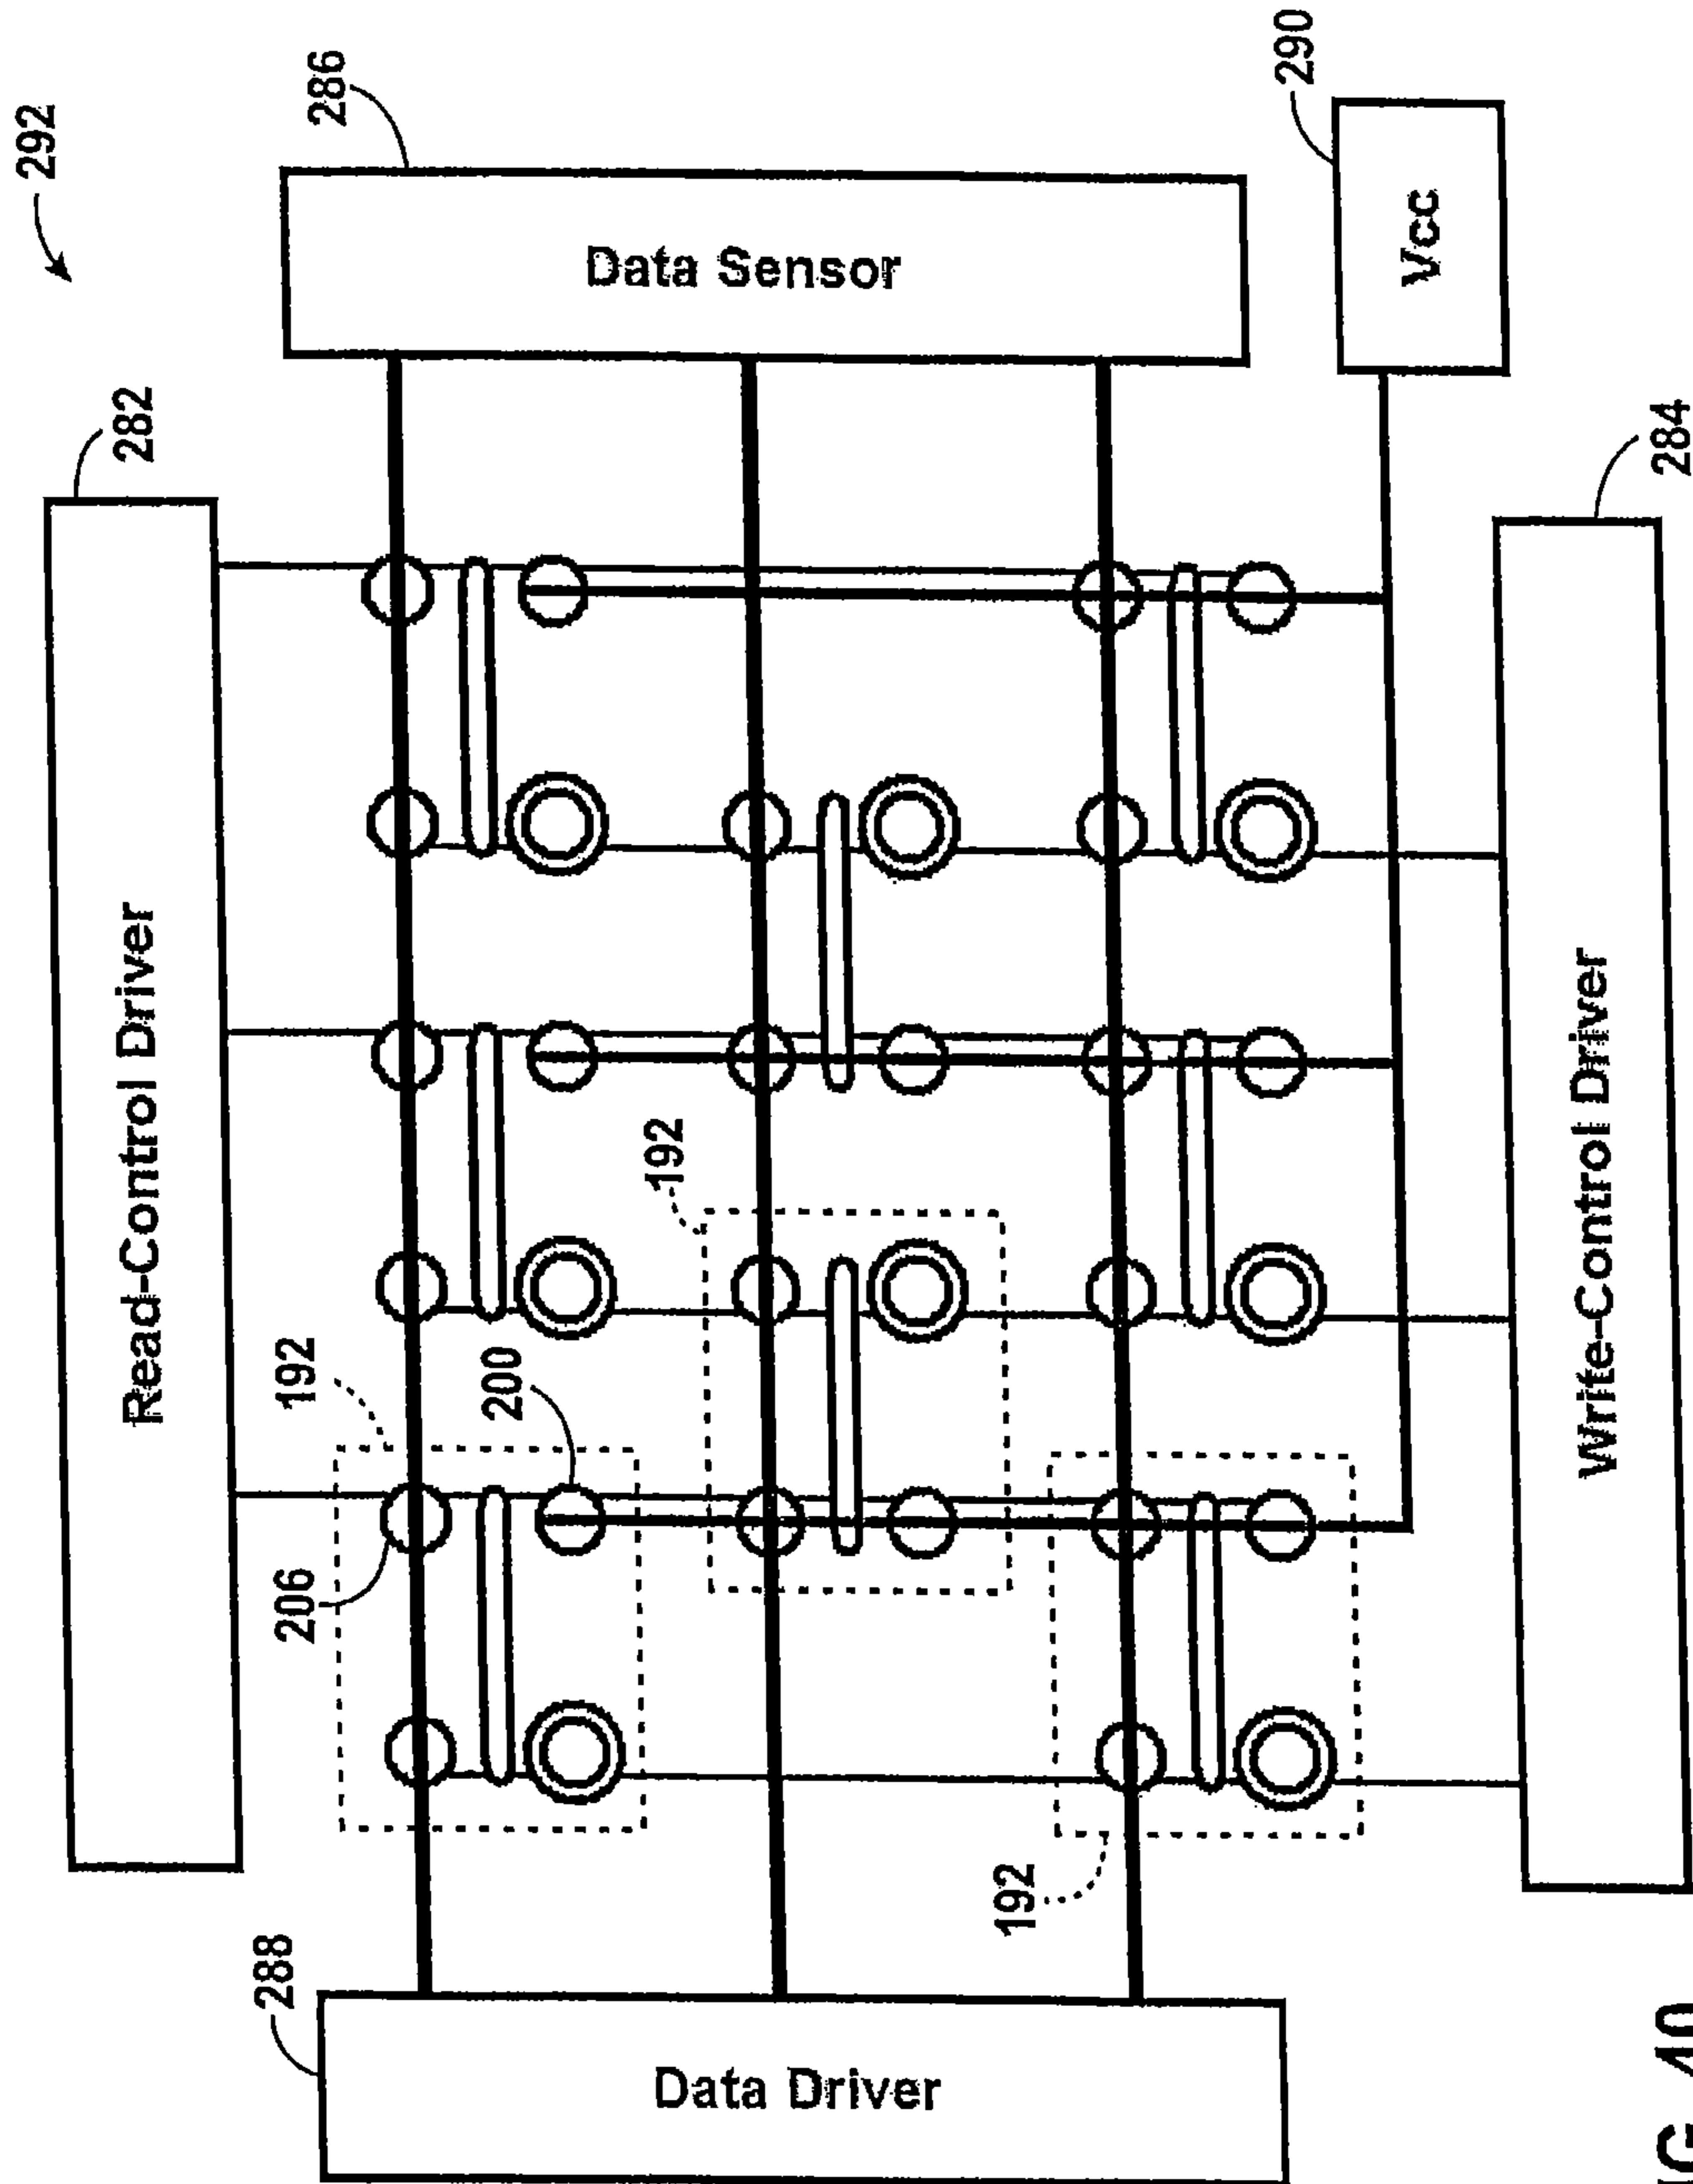 292
286
290
Data Sensor
Vcc
282
284
Read-Control Driver
192
192
200
206
Write-Control Driver
192
288
Data Driver